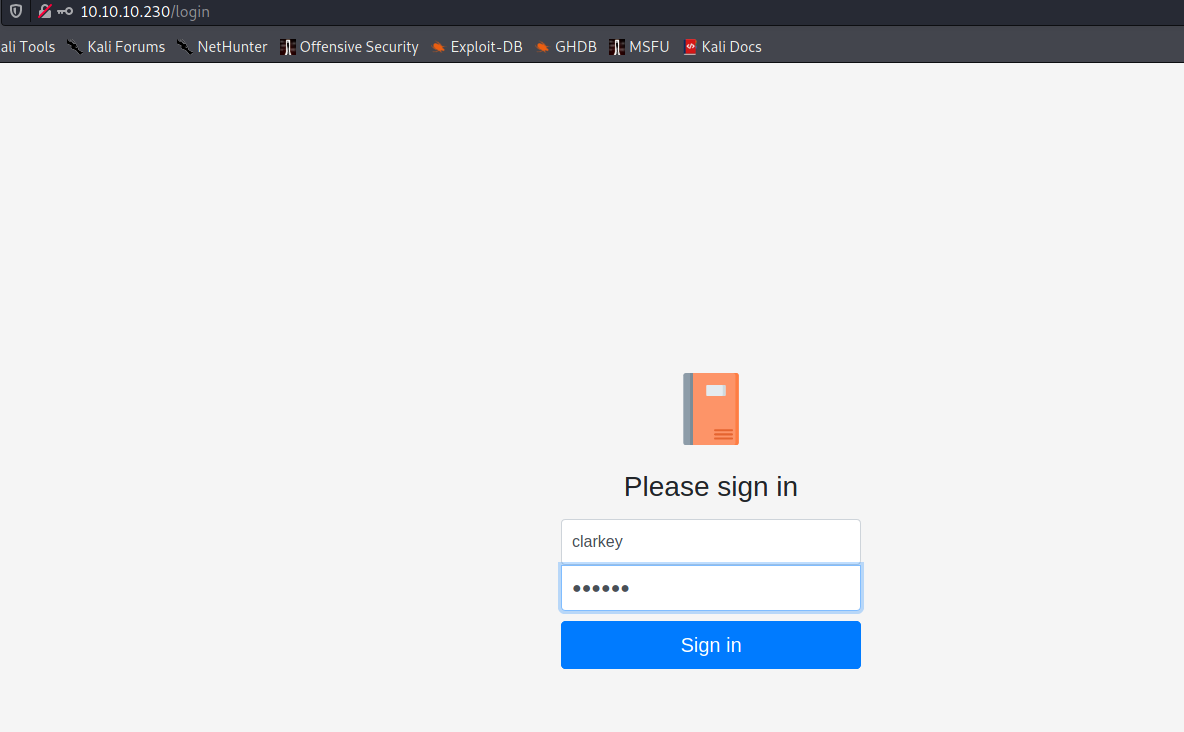 10.10.10.230/login
ali Tools Kali Forums NetHunter Offensive Security Exploit-DB GHDB MSFU Kali Docs
Please sign in
clarkey
••••••
Sign in